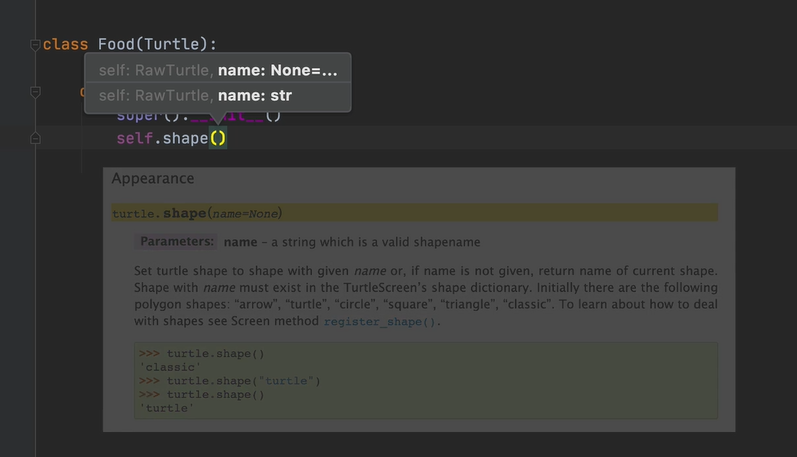 class Food(Turtle):
self: RawTurtle, name: None=...
self: RawTurtle, name: str
super().__init__()
self.shape()
Appearance
turtle.shape(name=None)
Parameters: name – a string which is a valid shapename
Set turtle shape to shape with given name or, if name is not given, return name of current shape.
Shape with name must exist in the TurtleScreen's shape dictionary. Initially there are the following
polygon shapes: “arrow”, “turtle”, “circle”, “square”, “triangle”, “classic”. To learn about how to deal
with shapes see Screen method register_shape().
>>> turtle.shape()
'classic'
>>> turtle.shape("turtle")
>>> turtle.shape()
'turtle'